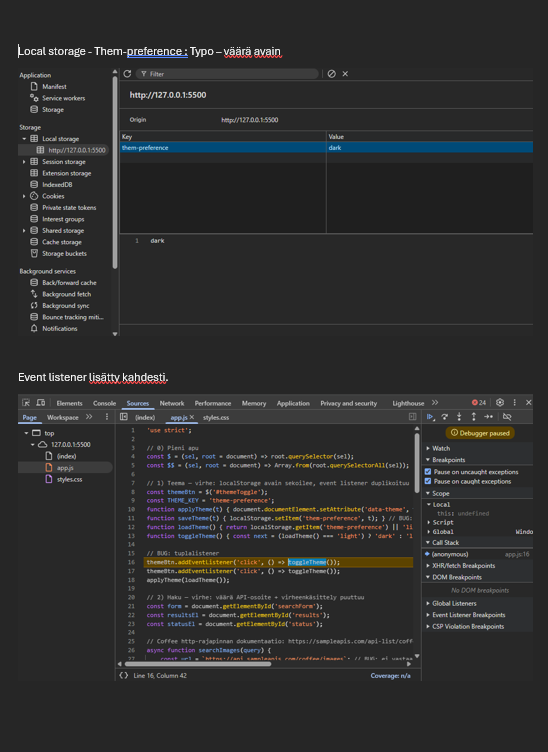 Local storage - Them-preference : Typo – väärä avain
Application
Manifest
Service workers
Storage
Storage
Local storage
http://127.0.0.1:5500
Session storage
Extension storage
IndexedDB
Cookies
Private state tokens
Interest groups
Shared storage
Cache storage
Storage buckets
Background services
Back/forward cache
Background fetch
Background sync
Bounce tracking miti...
Notifications
Filter
http://127.0.0.1:5500
Origin http://127.0.0.1:5500
Key Value
them-preference dark
1 dark
Event listener lisätty kahdesti.
Elements Console Sources Network Performance Memory Application Privacy and security Lighthouse 24
Page Workspace
top
127.0.0.1:5500
(index)
app.js
styles.css
(index) app.js styles.css
1 'use strict';
2
3 // 0) Pieni apu
4 const $ = (sel, root = document) => root.querySelector(sel);
5 const $$ = (sel, root = document) => Array.from(root.querySelectorAll(sel));
6
7 // 1) Teema – virhe: localStorage avain sekoilee, event listener duplikoituu
8 const themeBtn = $('#themeToggle');
9 const THEME_KEY = 'theme-preference';
10 function applyTheme(t) { document.documentElement.setAttribute('data-theme',
11 function saveTheme(t) { localStorage.setItem('them-preference', t); } // BUG:
12 function loadTheme() { return localStorage.getItem('theme-preference') || 'li
13 function toggleTheme() { const next = (loadTheme() === 'light') ? 'dark' : 'l
14
15 // BUG: tuplalistener
16 themeBtn.addEventListener('click', () => toggleTheme());
17 themeBtn.addEventListener('click', () => toggleTheme());
18 applyTheme(loadTheme());
19
20 // 2) Haku – virhe: väärä API-osoite + virheenkäsittely puuttuu
21 const form = document.getElementById('searchForm');
22 const resultsEl = document.getElementById('results');
23 const statusEl = document.getElementById('status');
24
25 // Coffee http-rajapinnan dokumentaatio: https://sampleapis.com/api-list/coff
26 async function searchImages(query) {
27 const url = `https://api.sampleapis.com/coffee/images`; // BUG: ei vastaa
{} Line 16, Column 42 Coverage: n/a
Debugger paused
Watch
Breakpoints
Pause on uncaught exceptions
Pause on caught exceptions
Scope
Local
this: undefined
Script
Global Windo
Call Stack
(anonymous) app.js:16
XHR/fetch Breakpoints
DOM Breakpoints
No DOM breakpoints
Global Listeners
Event Listener Breakpoints
CSP Violation Breakpoints